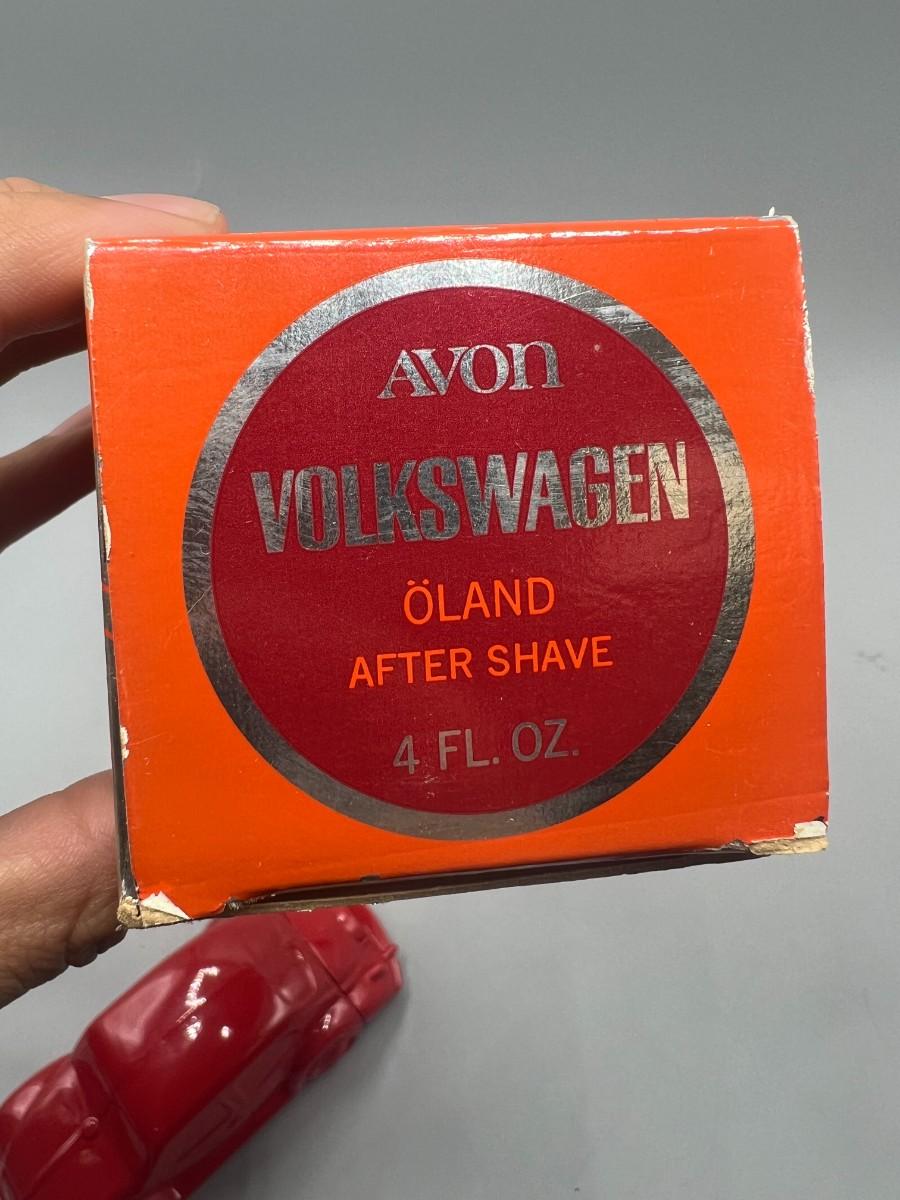 AVON
VOLKSWAGEN
ÖLAND
AFTER SHAVE
4 FL. OZ.